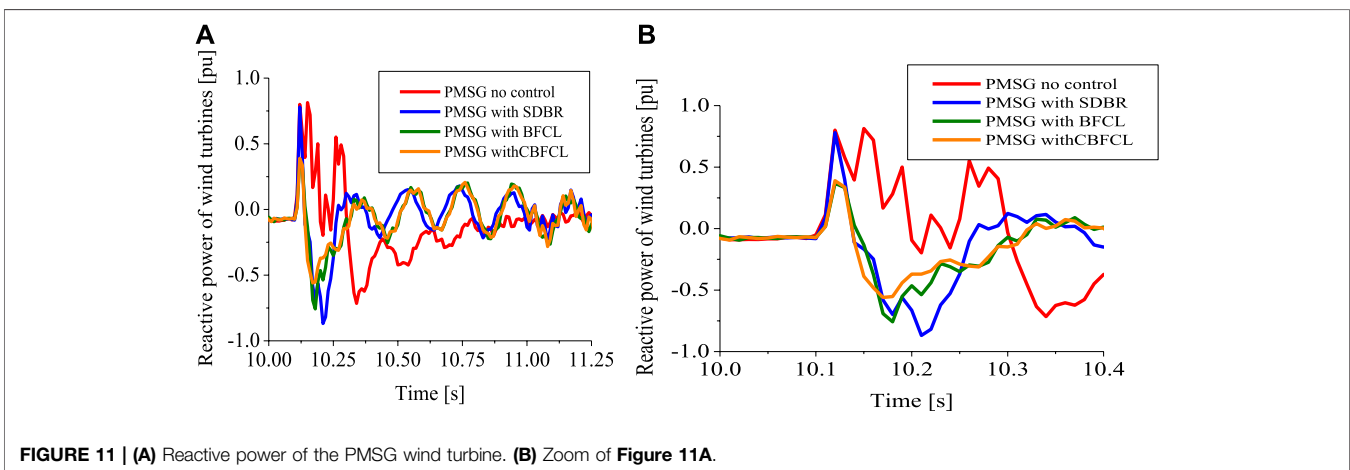 A
Reactive power of wind turbines [pu]
1.0
0.5
0.0
-0.5
-1.0
PMSG no control
PMSG with SDBR
PMSG with BFCL
PMSG withCBFCL
10.00 10.25 10.50 10.75 11.00 11.25
Time [s]
B
Reactive power of wind turbines [pu]
1.0
0.5
0.0
-0.5
-1.0
PMSG no control
PMSG with SDBR
PMSG with BFCL
PMSG withCBFCL
10.0 10.1 10.2 10.3 10.4
Time [s]
FIGURE 11 | (A) Reactive power of the PMSG wind turbine. (B) Zoom of Figure 11A.